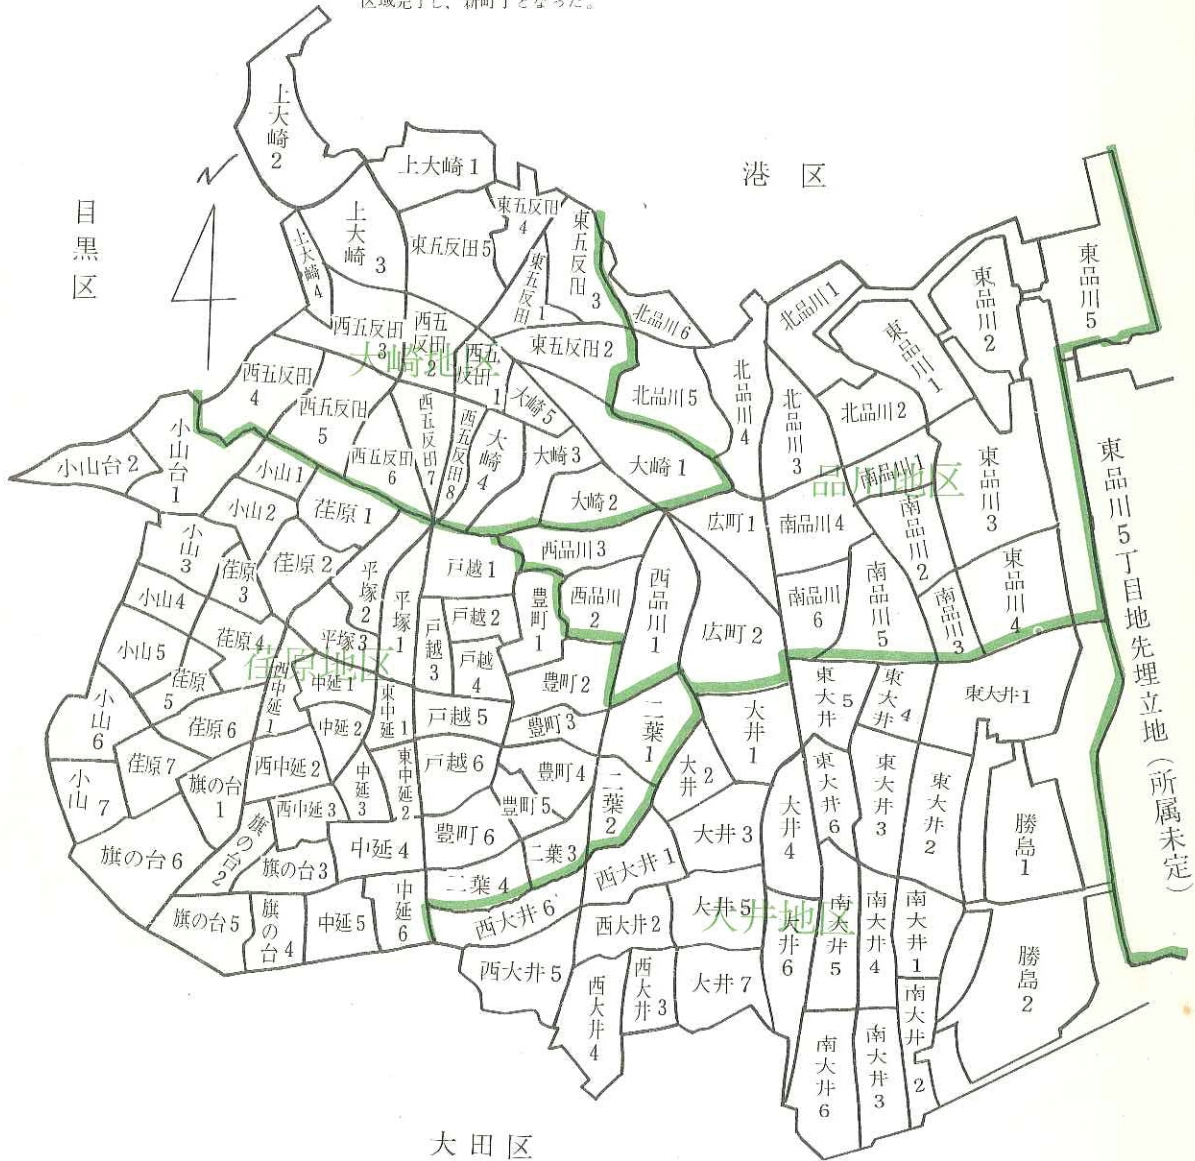 区域完了し、新町丁となった。
上大崎2
上大崎1
港区
目黒区
N
上大崎3
上大崎4
東五反田5
東五反田4
東五反田3
東五反田1
東五反田2
北品川6
北品川1
東品川2
東品川5
東品川1
西五反田3
西五反田2
西五反田1
大崎地区
西五反田4
西五反田5
西五反田6
西五反田7
西五反田8
大崎5
大崎4
大崎3
大崎1
大崎2
北品川5
北品川4
北品川3
北品川2
南品川1
品川地区
東品川3
東品川5丁目地先埋立地(所属未定)
小山台2
小山台1
小山1
小山2
荏原1
小山3
荏原3
荏原2
平塚2
平塚1
戸越1
西品川3
広町1
南品川4
南品川2
東品川4
小山4
荏原4
平塚3
戸越3
戸越2
豊町1
西品川2
西品川1
広町2
南品川6
南品川5
南品川3
小山5
荏原5
荏原地区
西中延1
中延1
東中延1
戸越4
豊町2
小山6
荏原6
中延2
戸越5
豊町3
二葉1
大井1
東大井5
東大井4
東大井1
小山7
荏原7
旗の台1
西中延2
中延3
東中延2
戸越6
豊町4
二葉2
大井2
東大井6
東大井3
東大井2
勝島1
旗の台6
旗の台2
西中延3
旗の台3
中延4
豊町6
豊町5
二葉3
大井3
大井4
旗の台5
旗の台4
中延5
中延6
二葉4
西大井6
西大井1
西大井2
大井5
大井地区
大井6
南大井5
南大井4
南大井1
西大井5
西大井4
西大井3
大井7
南大井6
南大井3
南大井2
勝島2
大田区